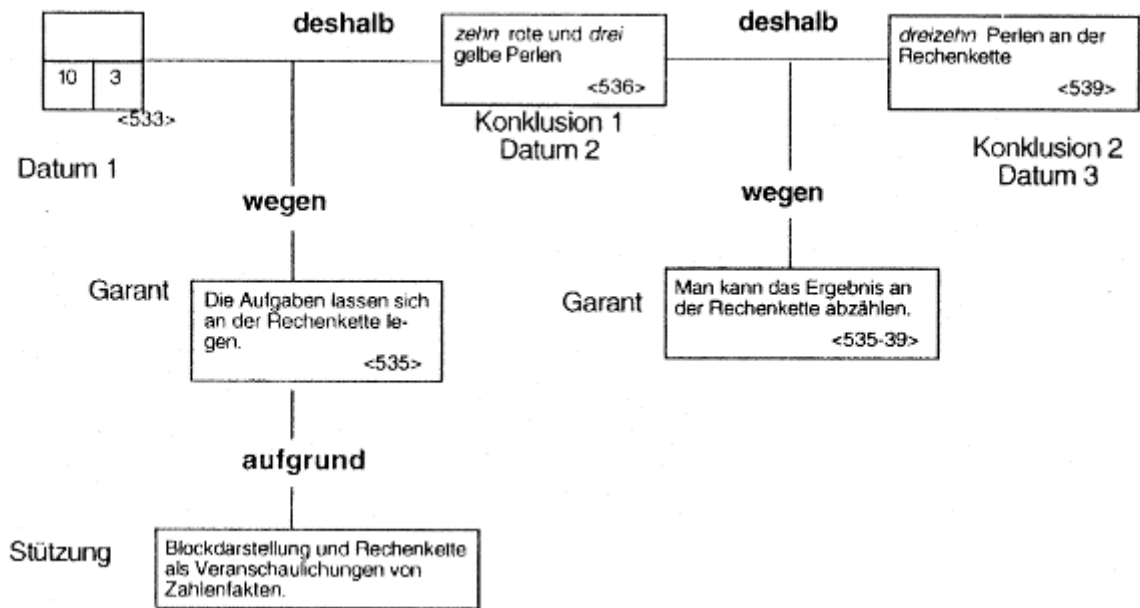 deshalb
deshalb
10 3
<533>
Datum 1
zehn rote und drei
gelbe Perlen
<536>
Konklusion 1
Datum 2
dreizehn Perlen an der
Rechenkette
<539>
Konklusion 2
Datum 3
wegen
wegen
Garant
Die Aufgaben lassen sich
an der Rechenkette le-
gen.
<535>
Garant
Man kann das Ergebnis an
der Rechenkette abzählen.
<535-39>
aufgrund
Stützung
Blockdarstellung und Rechenkette
als Veranschaulichungen von
Zahlenfakten.